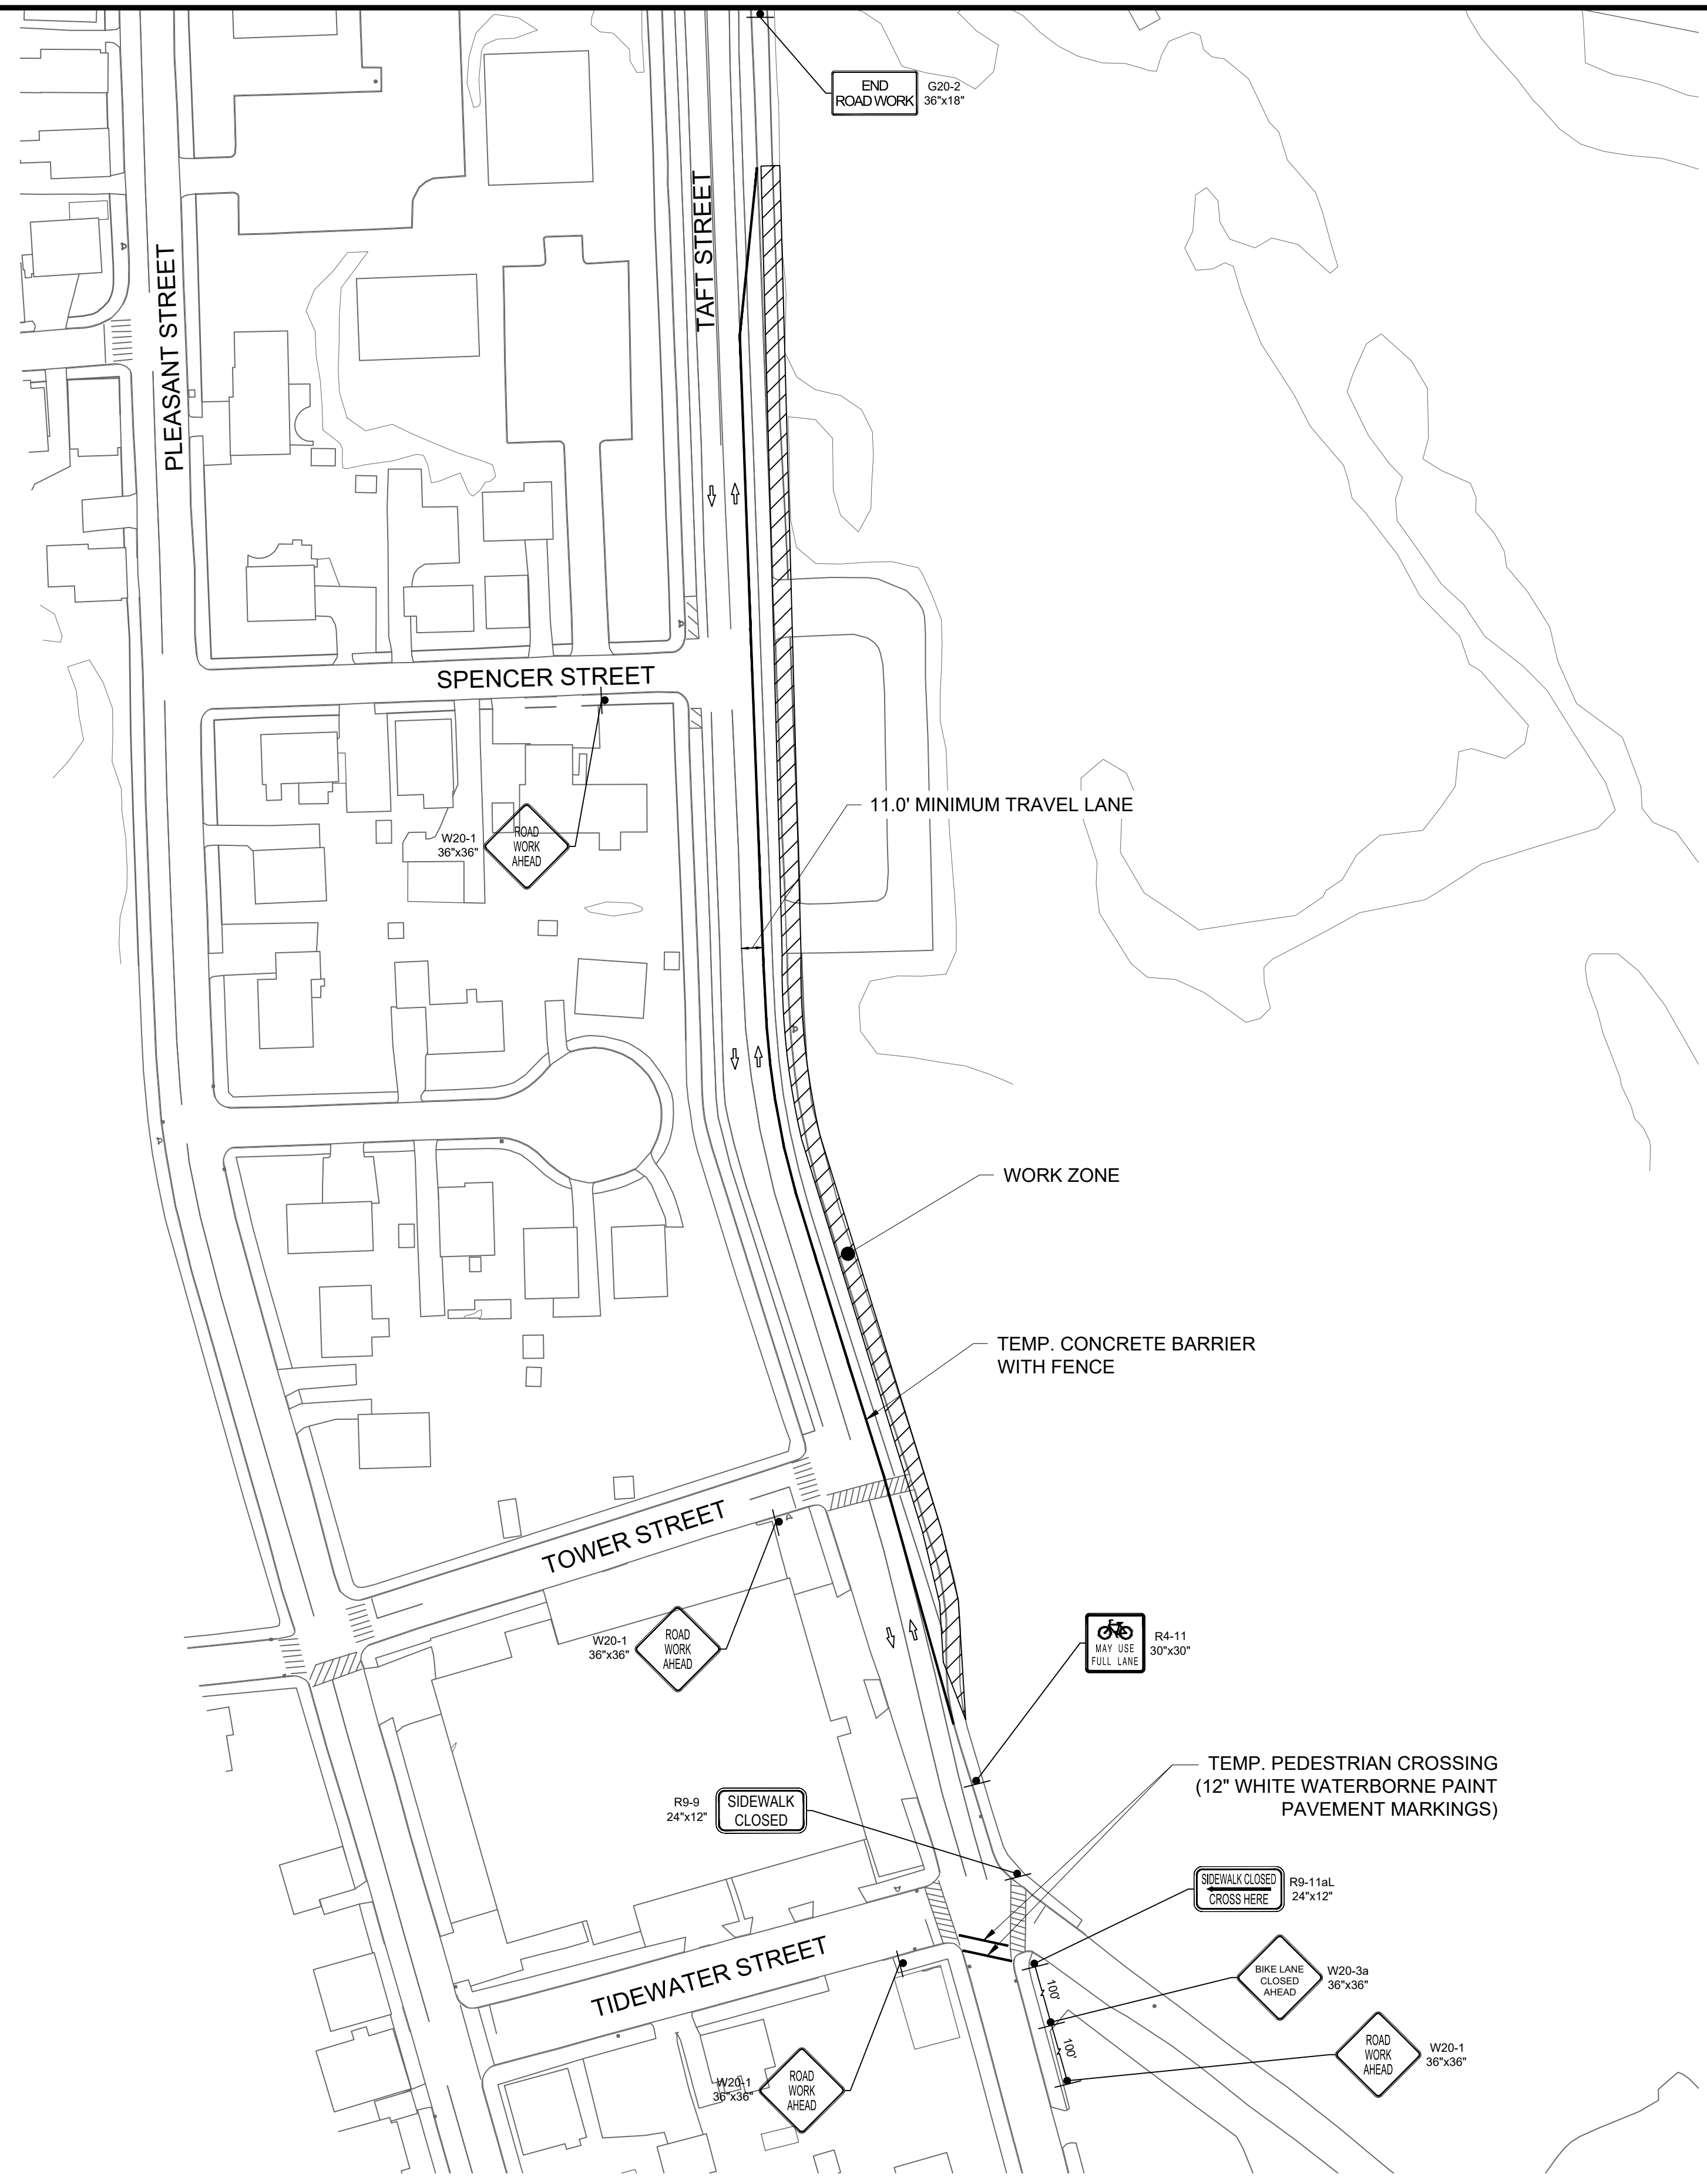 END
ROAD WORK
G20-2
36"x18"
TAFT STREET
PLEASANT STREET
SPENCER STREET
11.0' MINIMUM TRAVEL LANE
W20-1
36"x36"
ROAD
WORK
AHEAD
WORK ZONE
TEMP. CONCRETE BARRIER
WITH FENCE
TOWER STREET
W20-1
36"x36"
ROAD
WORK
AHEAD
MAY USE
FULL LANE
R4-11
30"x30"
TEMP. PEDESTRIAN CROSSING
(12" WHITE WATERBORNE PAINT
PAVEMENT MARKINGS)
R9-9
24"x12"
SIDEWALK
CLOSED
SIDEWALK CLOSED
CROSS HERE
R9-11aL
24"x12"
TIDEWATER STREET
100'
BIKE LANE
CLOSED
AHEAD
W20-3a
36"x36"
100'
ROAD
WORK
AHEAD
W20-1
36"x36"
W20-1
36"x36"
ROAD
WORK
AHEAD